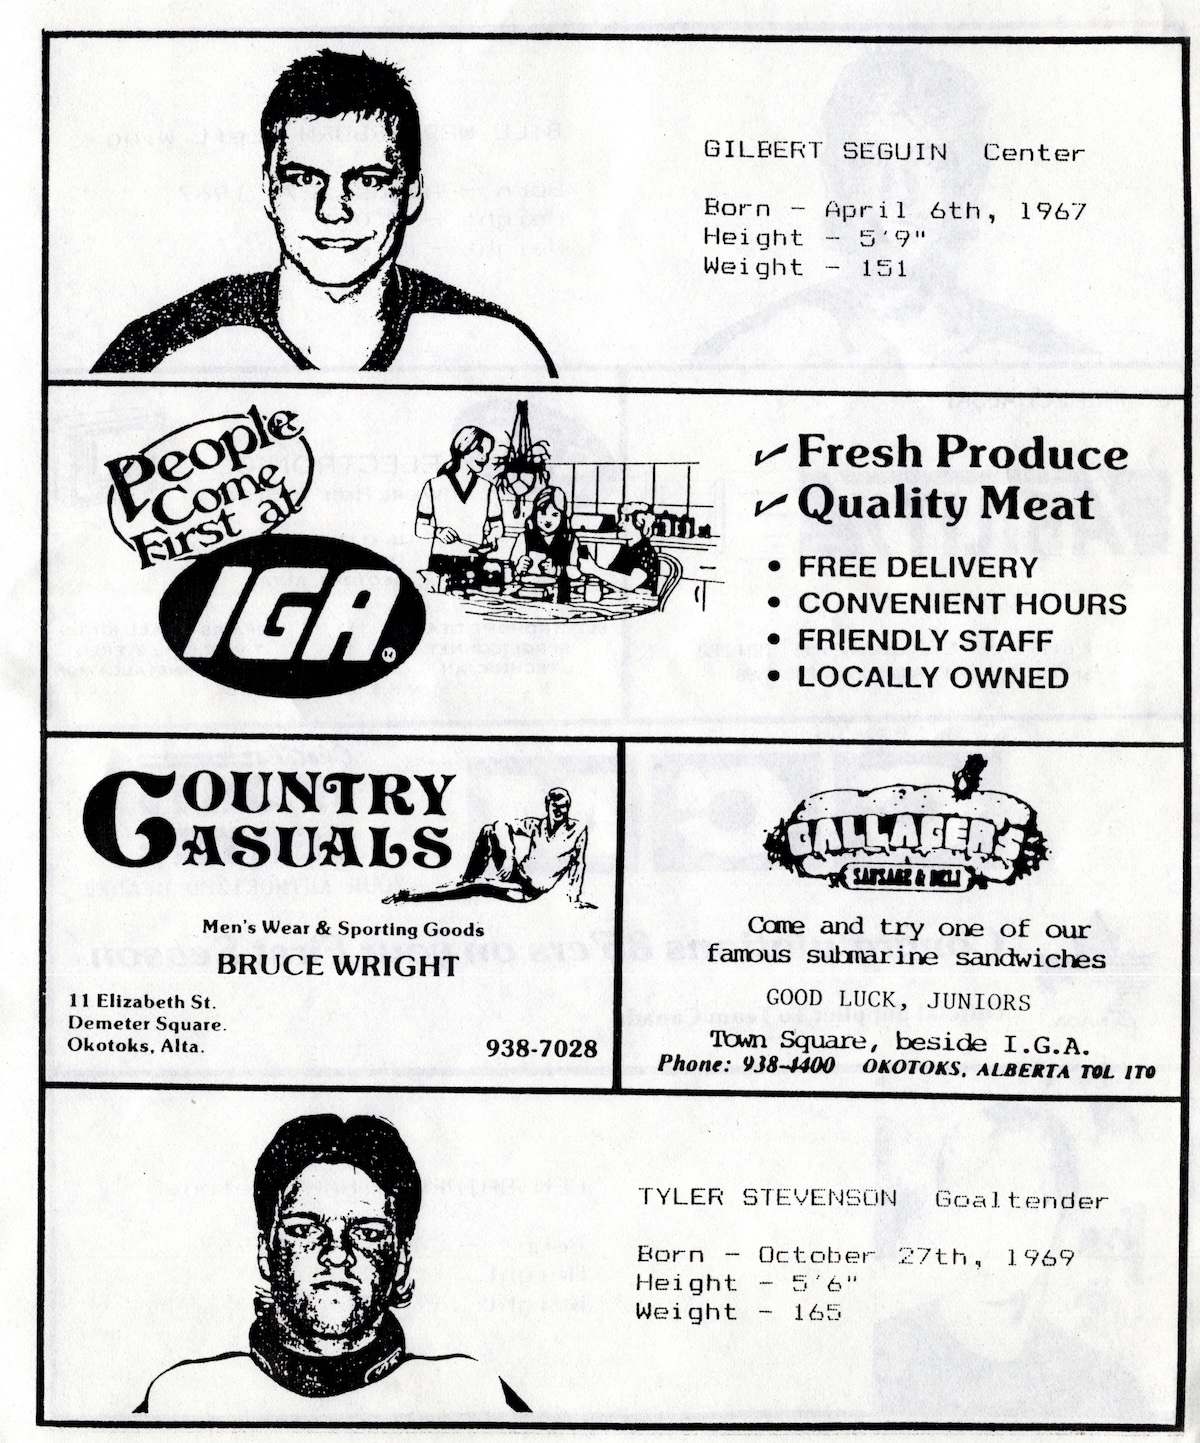 GILBERT SEGUIN Center
Born - April 6th, 1967
Height - 5'9"
Weight - 151
People
Come
First at
IGA
✓ Fresh Produce
✓ Quality Meat
• FREE DELIVERY
• CONVENIENT HOURS
• FRIENDLY STAFF
• LOCALLY OWNED
COUNTRY
CASUALS
Men's Wear & Sporting Goods
BRUCE WRIGHT
11 Elizabeth St.
Demeter Square.
Okotoks, Alta.
938-7028
GALLAGER'S
SAUSAGE & DELI
Come and try one of our
famous submarine sandwiches
GOOD LUCK, JUNIORS
Town Square, beside I.G.A.
Phone: 938-4400 OKOTOKS, ALBERTA T0L 1T0
TYLER STEVENSON Goaltender
Born - October 27th, 1969
Height - 5'6"
Weight - 165